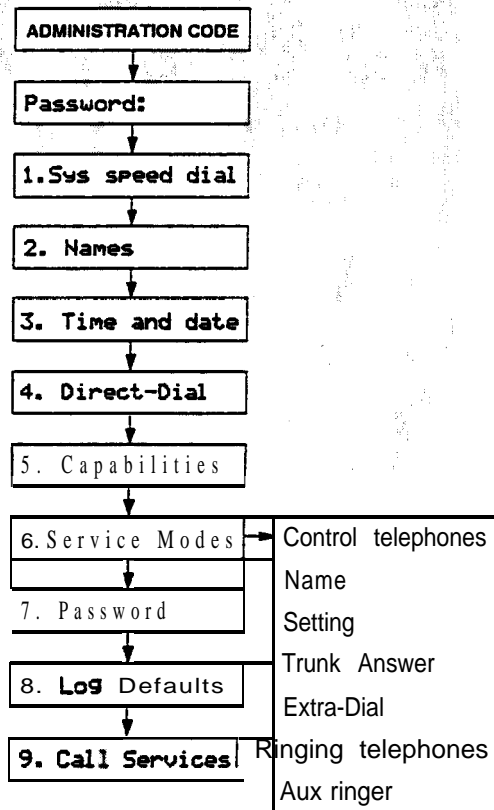 ADMINISTRATION CODE
Password:
1.Sys speed dial
2. Names
3. Time and date
4. Direct-Dial
5. Capabilities
6. Service Modes
7. Password
8. Log Defaults
9. Call Services
Control telephones
Name
Setting
Trunk Answer
Extra-Dial
Ringing telephones
Aux ringer